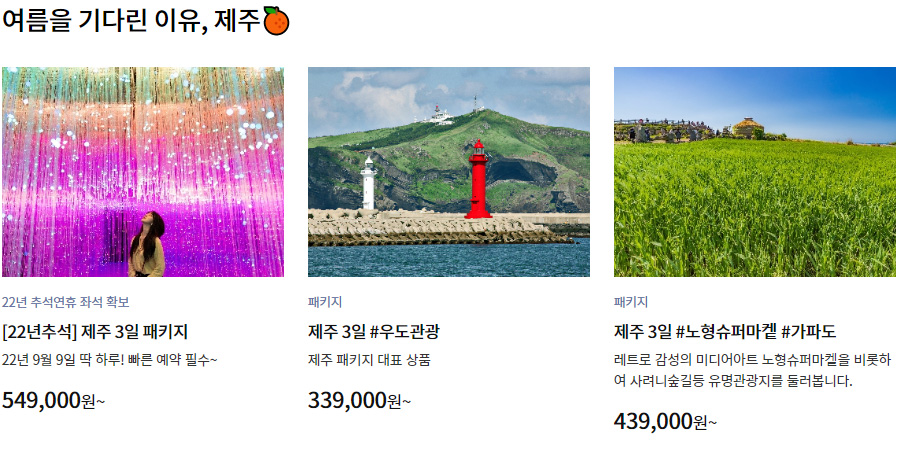 여름을 기다린 이유, 제주
22년 추석연휴 좌석 확보
[22년추석] 제주 3일 패키지
22년 9월 9일 딱 하루! 빠른 예약 필수~
549,000원~
패키지
제주 3일 #우도관광
제주 패키지 대표 상품
339,000원~
패키지
제주 3일 #노형슈퍼마켙 #가파도
레트로 감성의 미디어아트 노형슈퍼마켙을 비롯하
여 사려니숲길등 유명관광지를 둘러봅니다.
439,000원~